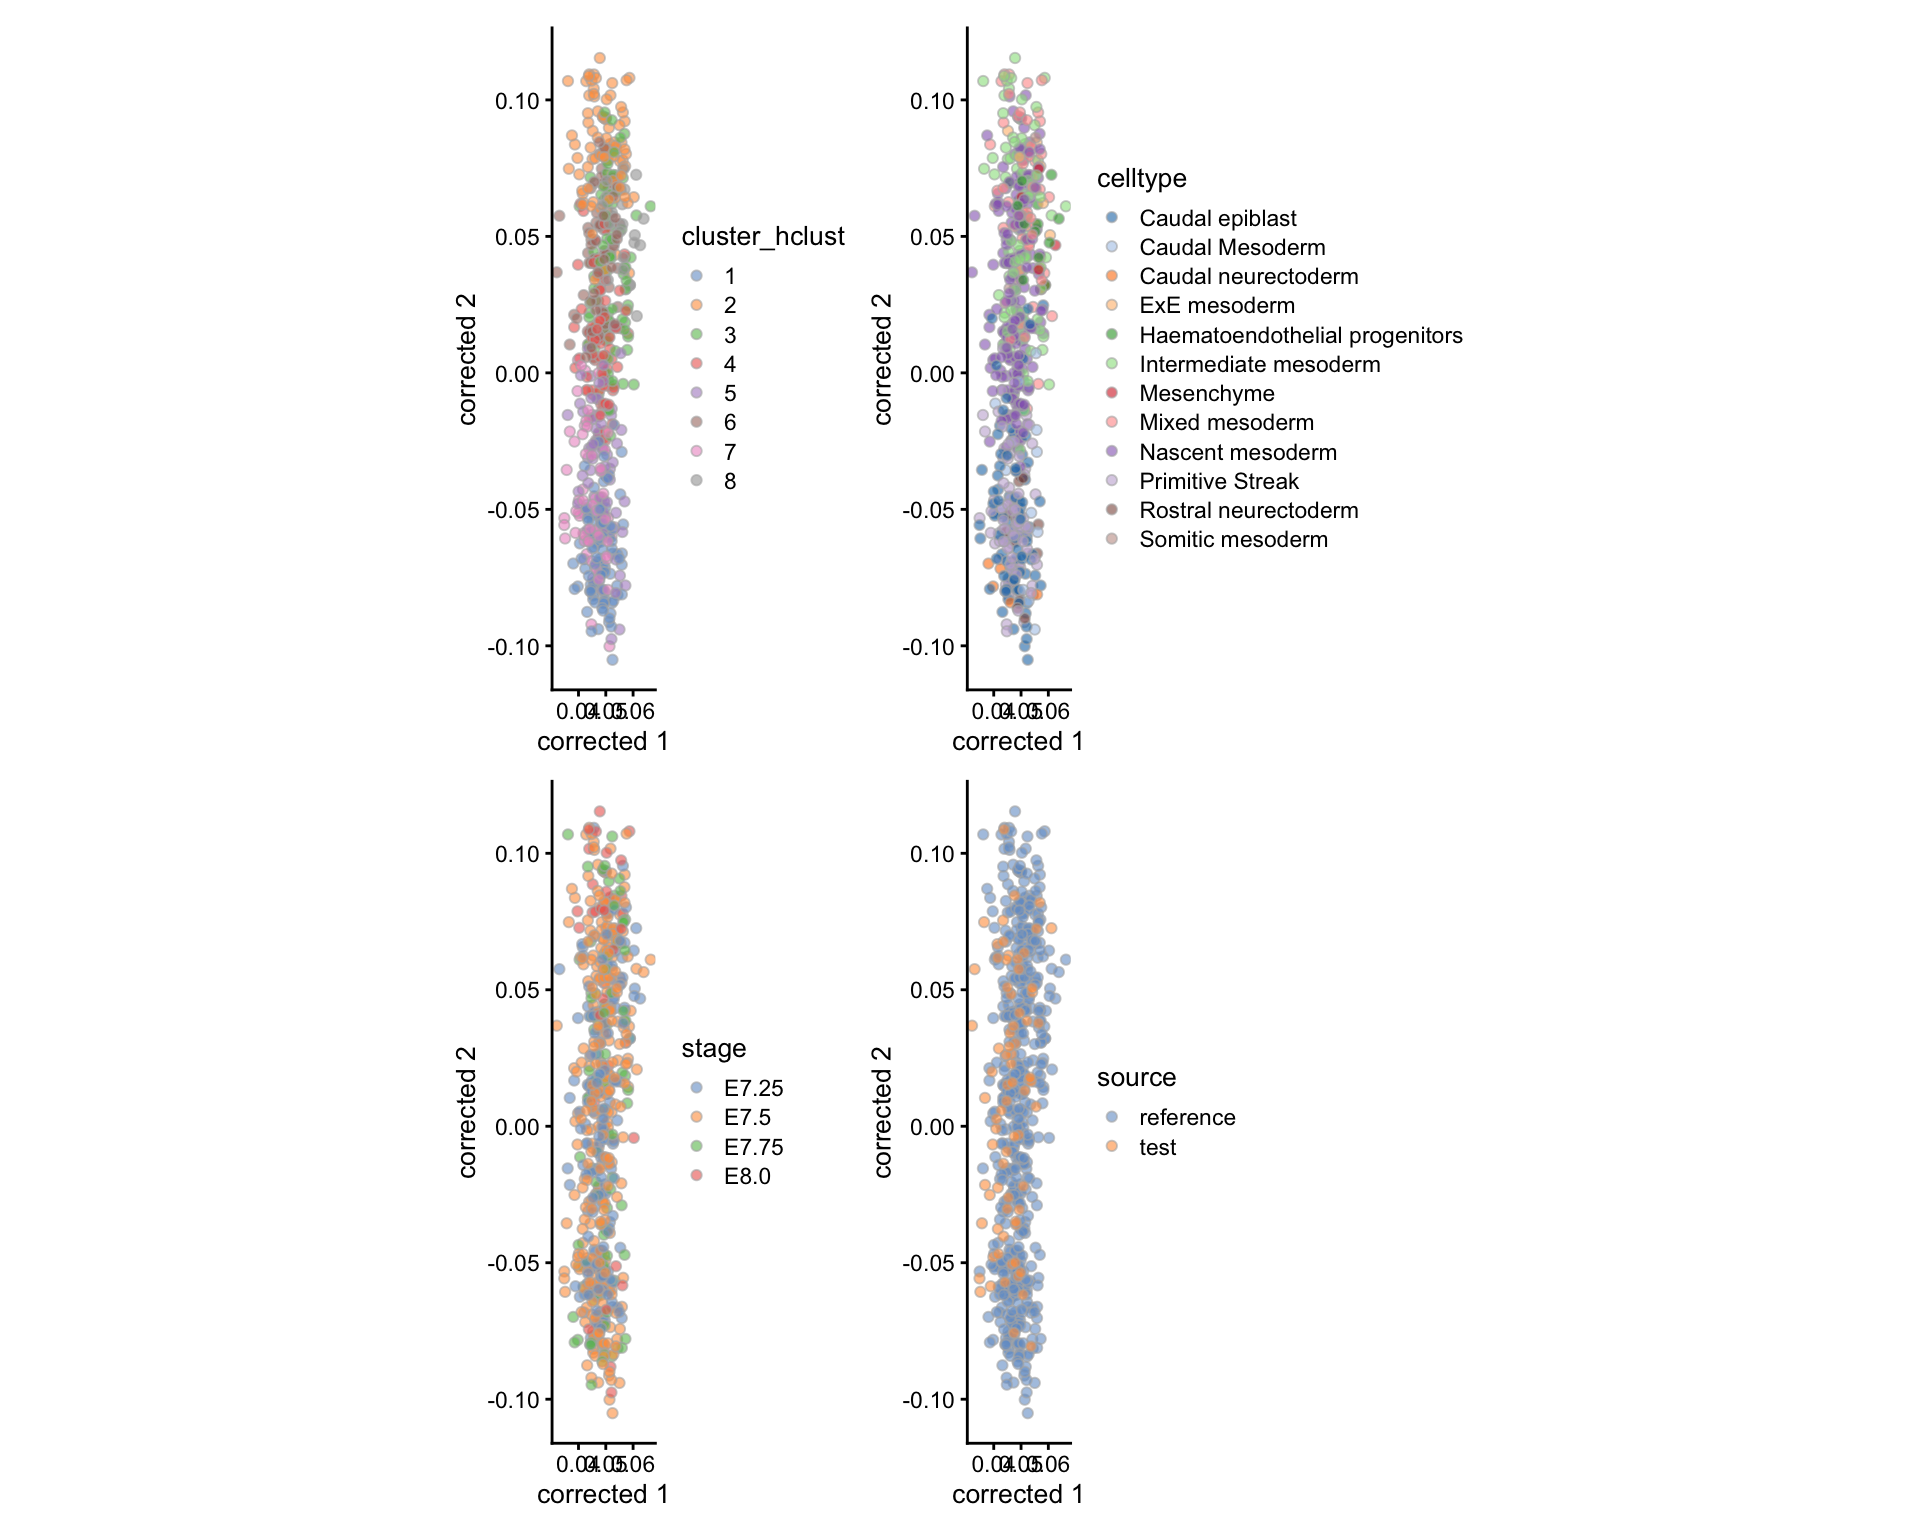 0.10
0.05
0.00
-0.05
-0.10
corrected 2
0.04 0.05 0.06
corrected 1
cluster_hclust
1
2
3
4
5
6
7
8
0.10
0.05
0.00
-0.05
-0.10
corrected 2
0.04 0.05 0.06
corrected 1
celltype
Caudal epiblast
Caudal Mesoderm
Caudal neurectoderm
ExE mesoderm
Haematoendothelial progenitors
Intermediate mesoderm
Mesenchyme
Mixed mesoderm
Nascent mesoderm
Primitive Streak
Rostral neurectoderm
Somitic mesoderm
0.10
0.05
0.00
-0.05
-0.10
corrected 2
0.04 0.05 0.06
corrected 1
stage
E7.25
E7.5
E7.75
E8.0
0.10
0.05
0.00
-0.05
-0.10
corrected 2
0.04 0.05 0.06
corrected 1
source
reference
test